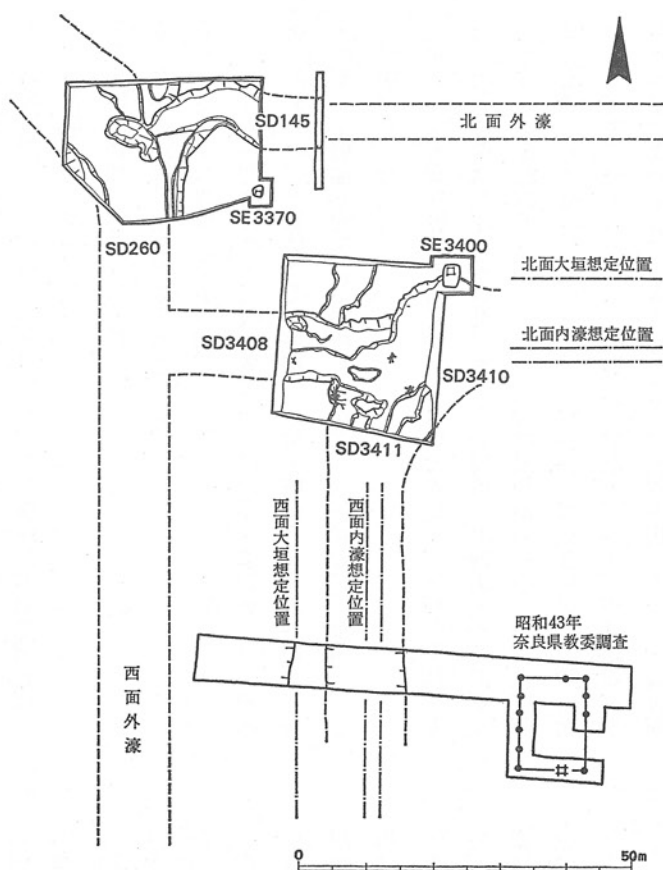 SD145
北面外濠
SE3370
SD260
SE3400
北面大垣想定位置
SD3408
北面内濠想定位置
SD3410
SD3411
西面大垣想定位置
西面内濠想定位置
昭和43年
奈良県教委調査
西面外濠
0
50m